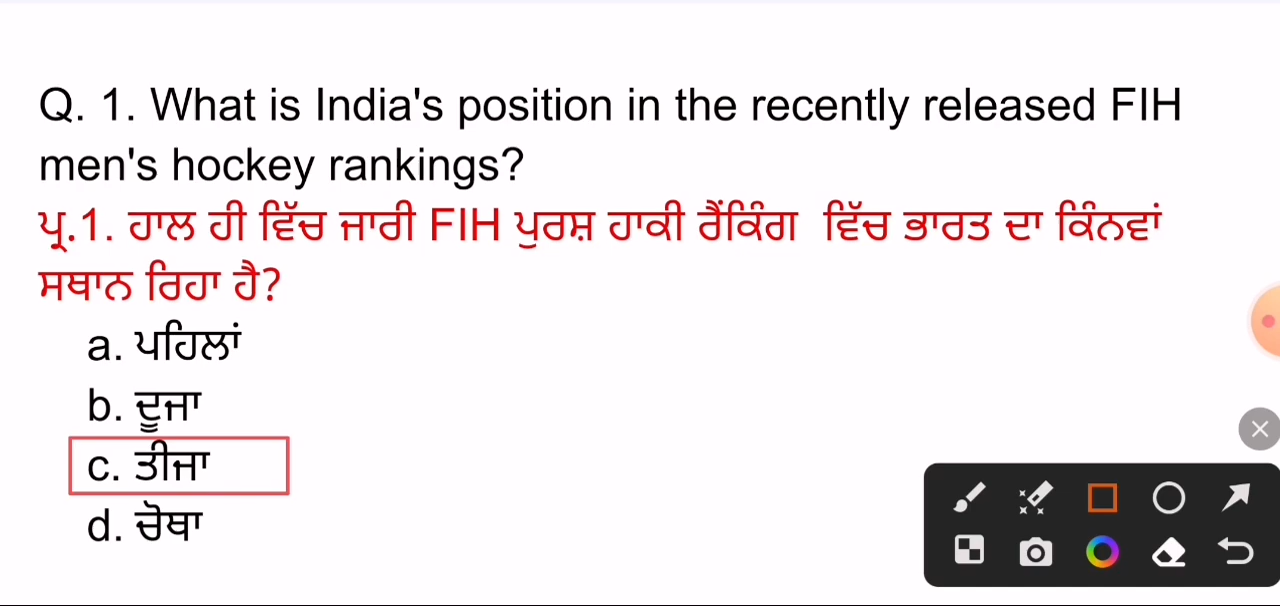 Q. 1. What is India's position in the recently released FIH
men's hockey rankings?
ਪ੍ਰ.1. ਹਾਲ ਹੀ ਵਿੱਚ ਜਾਰੀ FIH ਪੁਰਸ਼ ਹਾਕੀ ਰੈਂਕਿੰਗ ਵਿੱਚ ਭਾਰਤ ਦਾ ਕਿੰਨਵਾਂ
ਸਥਾਨ ਰਿਹਾ ਹੈ?
a. ਪਹਿਲਾਂ
b. ਦੂਜਾ
c. ਤੀਜਾ
d. ਚੋਥਾ